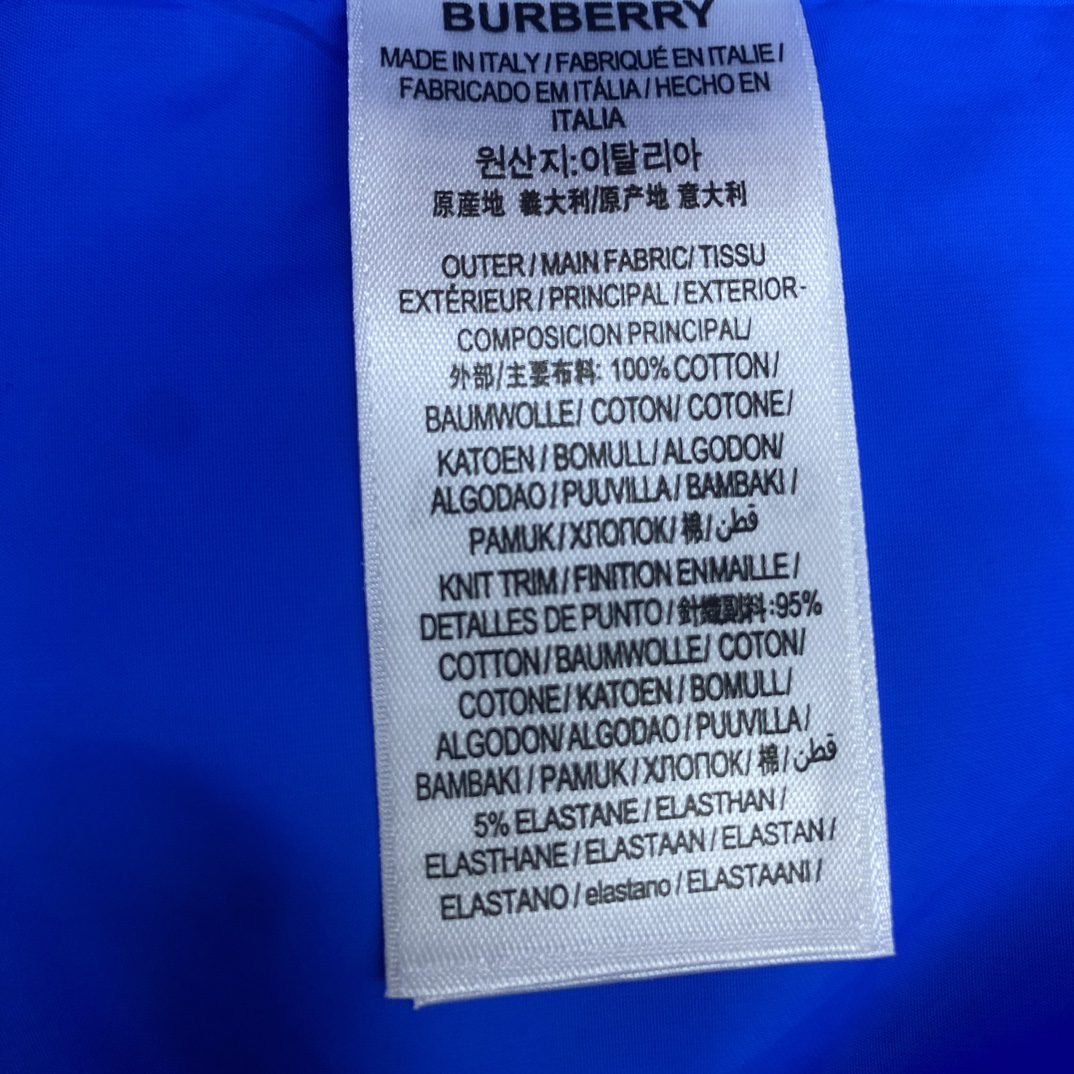 BURBERRY
MADE IN ITALY / FABRIQUÉ EN ITALIE /
FABRICADO EM ITÁLIA / HECHO EN
ITALIA
원산지:이탈리아
原産地 義大利/原产地 意大利
OUTER / MAIN FABRIC/ TISSU
EXTÉRIEUR / PRINCIPAL / EXTERIOR-
COMPOSICION PRINCIPAL/
外部/主要布料: 100% COTTON /
BAUMWOLLE/ COTON/ COTONE/
KATOEN / BOMULL/ ALGODON/
ALGODAO / PUUVILLA / BAMBAKI /
PAMUK / ХЛОПОК/ 棉/ قطن
KNIT TRIM / FINITION EN MAILLE /
DETALLES DE PUNTO / 針織副料:95%
COTTON / BAUMWOLLE/ COTON/
COTONE/ KATOEN / BOMULL/
ALGODON/ ALGODAO / PUUVILLA /
BAMBAKI / PAMUK / ХЛОПОК/ 棉/ قطن
5% ELASTANE / ELASTHAN /
ELASTHANE / ELASTAAN / ELASTAN /
ELASTANO / elastano / ELASTAANI /